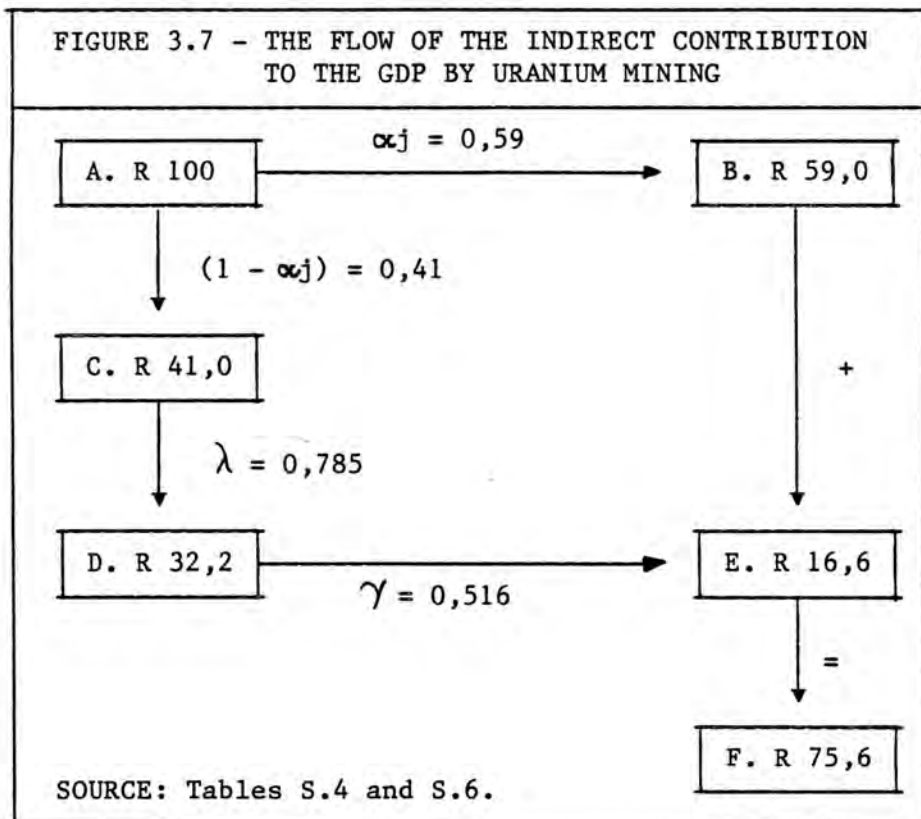 FIGURE 3.7 - THE FLOW OF THE INDIRECT CONTRIBUTION
TO THE GDP BY URANIUM MINING
αj = 0,59
A. R 100
B. R 59,0
(1 - αj) = 0,41
C. R 41,0
+
λ = 0,785
D. R 32,2
E. R 16,6
γ = 0,516
=
F. R 75,6
SOURCE: Tables S.4 and S.6.